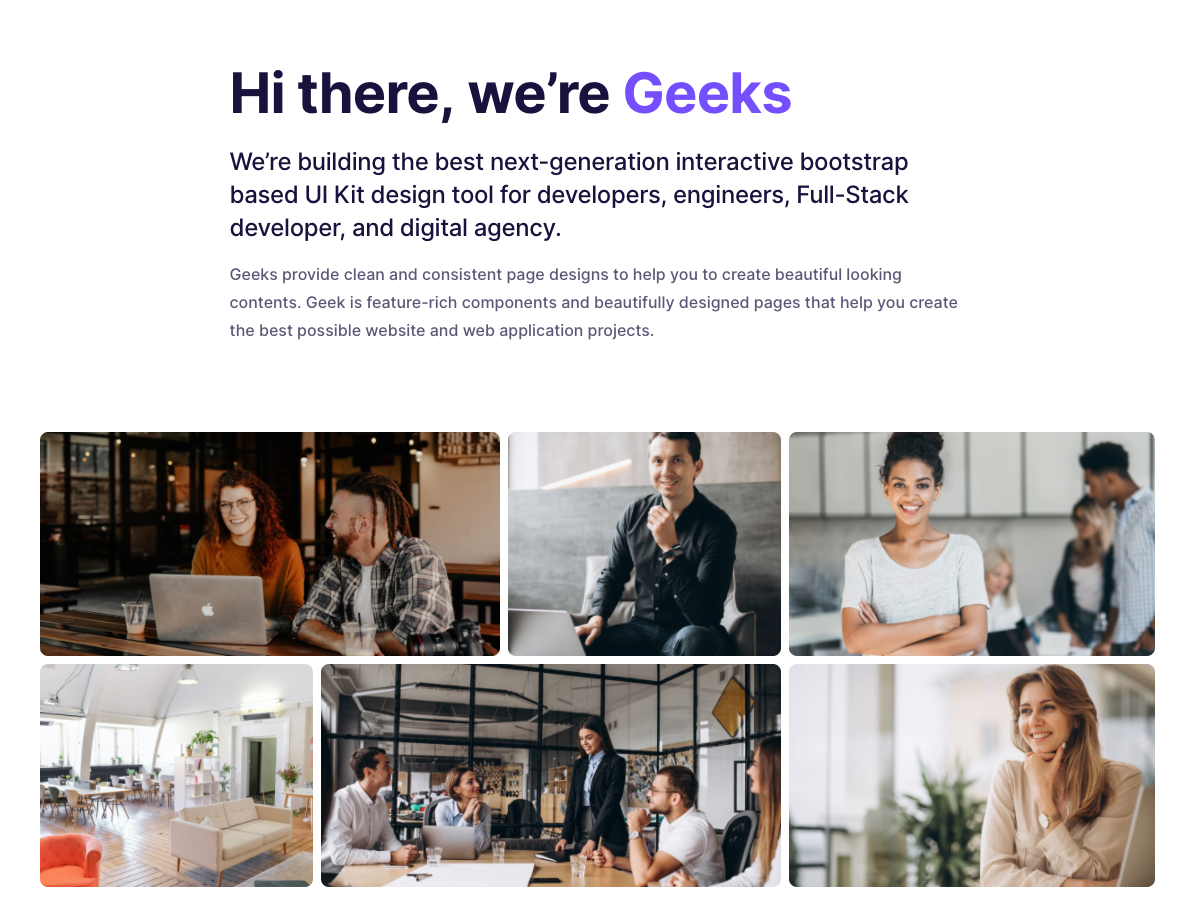 Hi there, we’re Geeks
We’re building the best next-generation interactive bootstrap
based UI Kit design tool for developers, engineers, Full-Stack
developer, and digital agency.
Geeks provide clean and consistent page designs to help you to create beautiful looking
contents. Geek is feature-rich components and beautifully designed pages that help you create
the best possible website and web application projects.
COFFEE